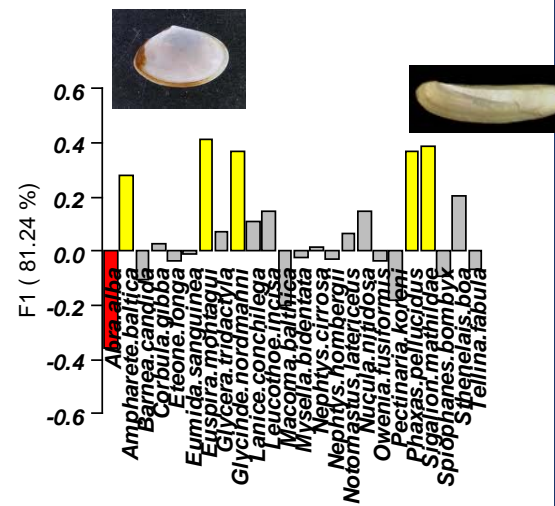 0.6
0.4
0.2
0.0
-0.2
-0.4
-0.6
F1 ( 81.24 %)
Abra.alba
Ampharete.baltica
Barnea.candida
Corbula.gibba
Eteone.longa
Eumida.sanguinea
Euspira.montagui
Glycera.tridactyla
Glycinde.nordmanni
Lanice.conchilega
Leucothoe.incisa
Macoma.balthica
Mysella.bidentata
Nephtys.cirrosa
Nephtys.hombergii
Notomastus.latericeus
Nucula.nitidosa
Owenia.fusiformis
Pectinaria.koreni
Phaxas.pellucidus
Sigalion.mathildae
Spiophanes.bombyx
Sthenelais.boa
Tellina.fabula